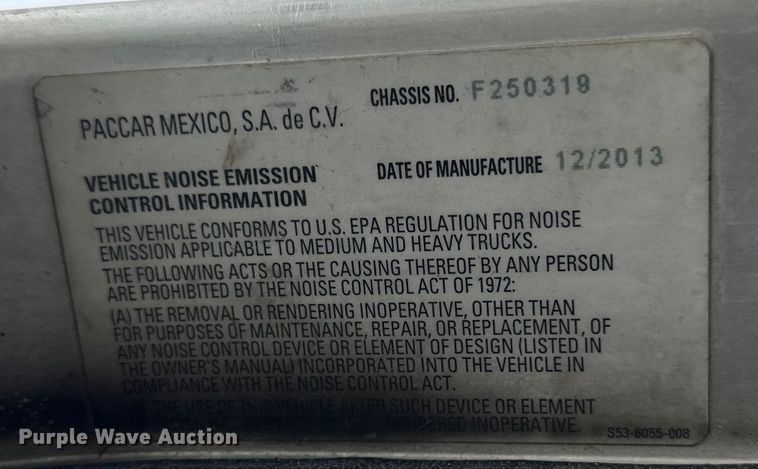 PACCAR MEXICO, S.A. de C.V.
CHASSIS NO. F250319
VEHICLE NOISE EMISSION
CONTROL INFORMATION
DATE OF MANUFACTURE 12/2013
THIS VEHICLE CONFORMS TO U.S. EPA REGULATION FOR NOISE
EMISSION APPLICABLE TO MEDIUM AND HEAVY TRUCKS.
THE FOLLOWING ACTS OR THE CAUSING THEREOF BY ANY PERSON
ARE PROHIBITED BY THE NOISE CONTROL ACT OF 1972:
(A) THE REMOVAL OR RENDERING INOPERATIVE, OTHER THAN
FOR PURPOSES OF MAINTENANCE, REPAIR, OR REPLACEMENT, OF
ANY NOISE CONTROL DEVICE OR ELEMENT OF DESIGN (LISTED IN
THE OWNER'S MANUAL) INCORPORATED INTO THE VEHICLE IN
COMPLIANCE WITH THE NOISE CONTROL ACT.
THE USE OF THIS VEHICLE AFTER SUCH DEVICE OR ELEMENT
RENDERED INOPERATIVE.
S53-6055-008
Purple Wave Auction